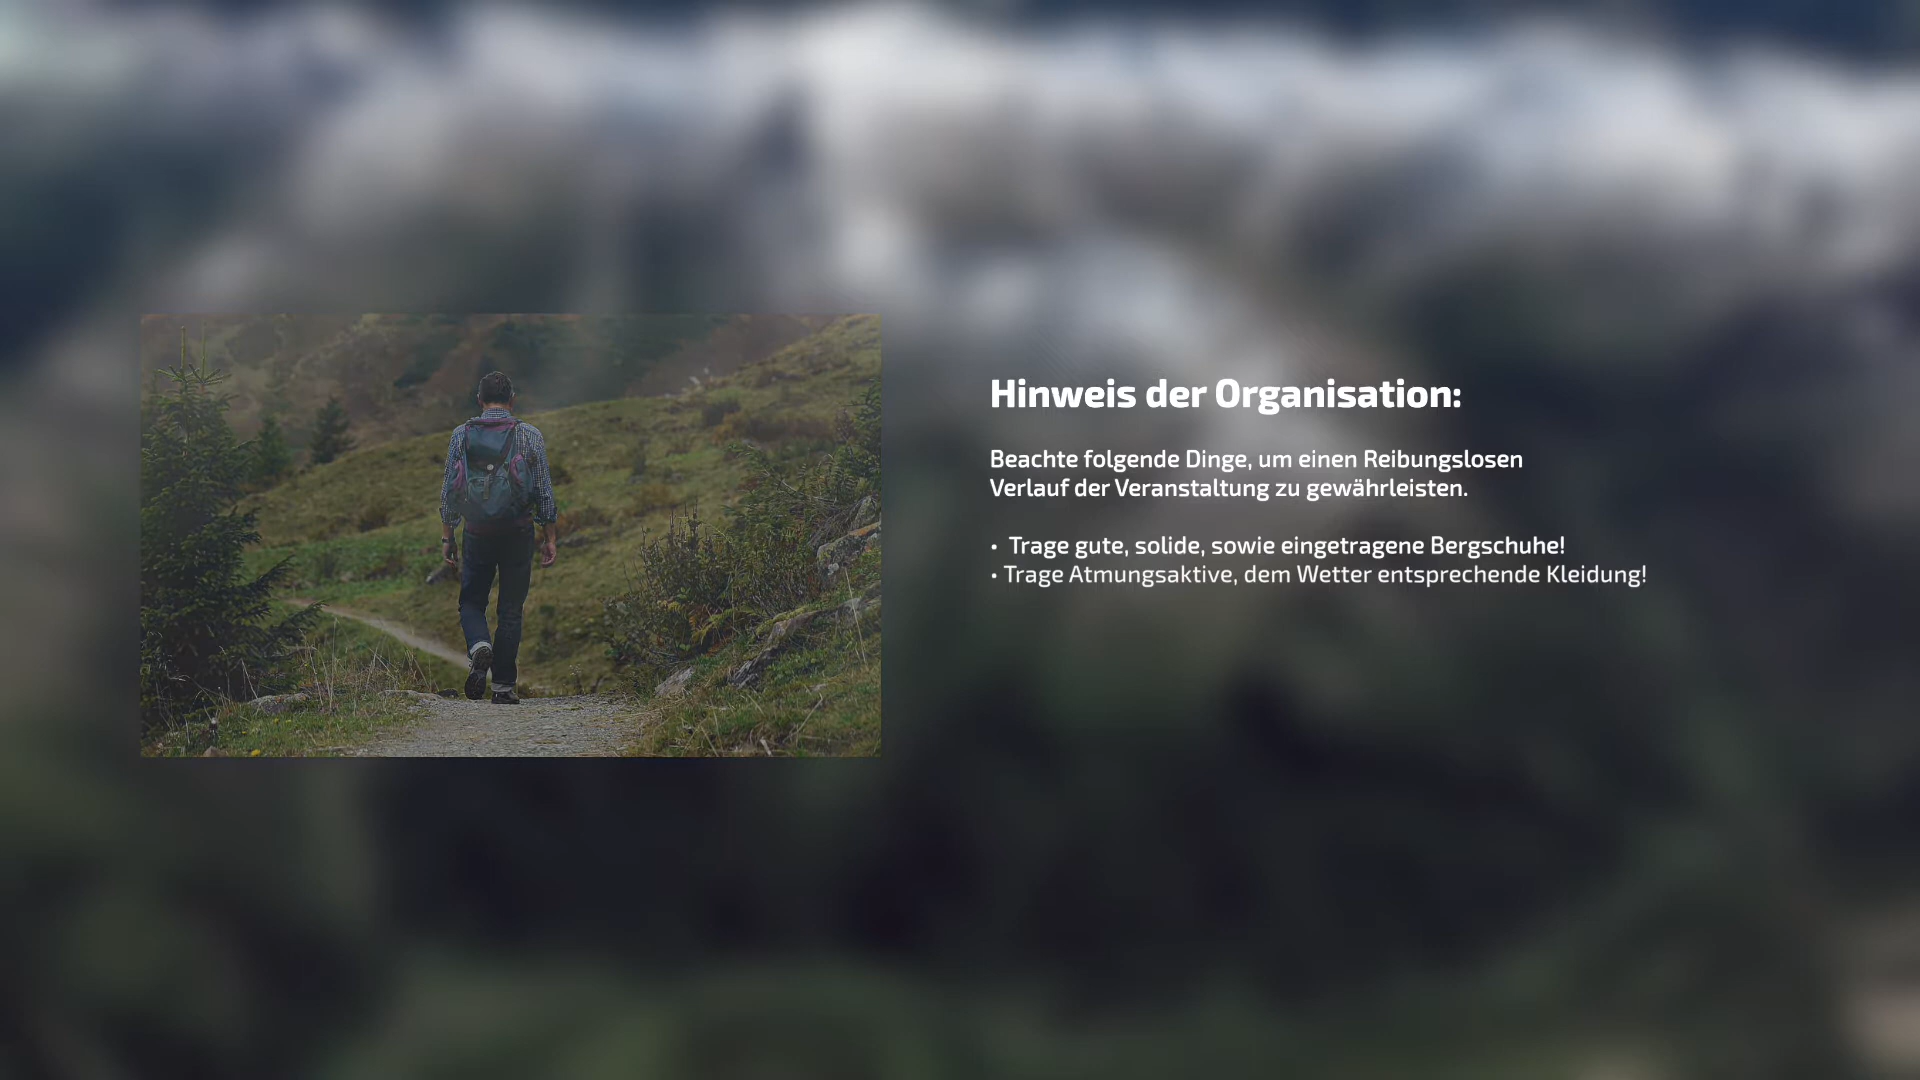 Hinweis der Organisation:
Beachte folgende Dinge, um einen Reibungslosen
Verlauf der Veranstaltung zu gewährleisten.
• Trage gute, solide, sowie eingetragene Bergschuhe!
• Trage Atmungsaktive, dem Wetter entsprechende Kleidung!